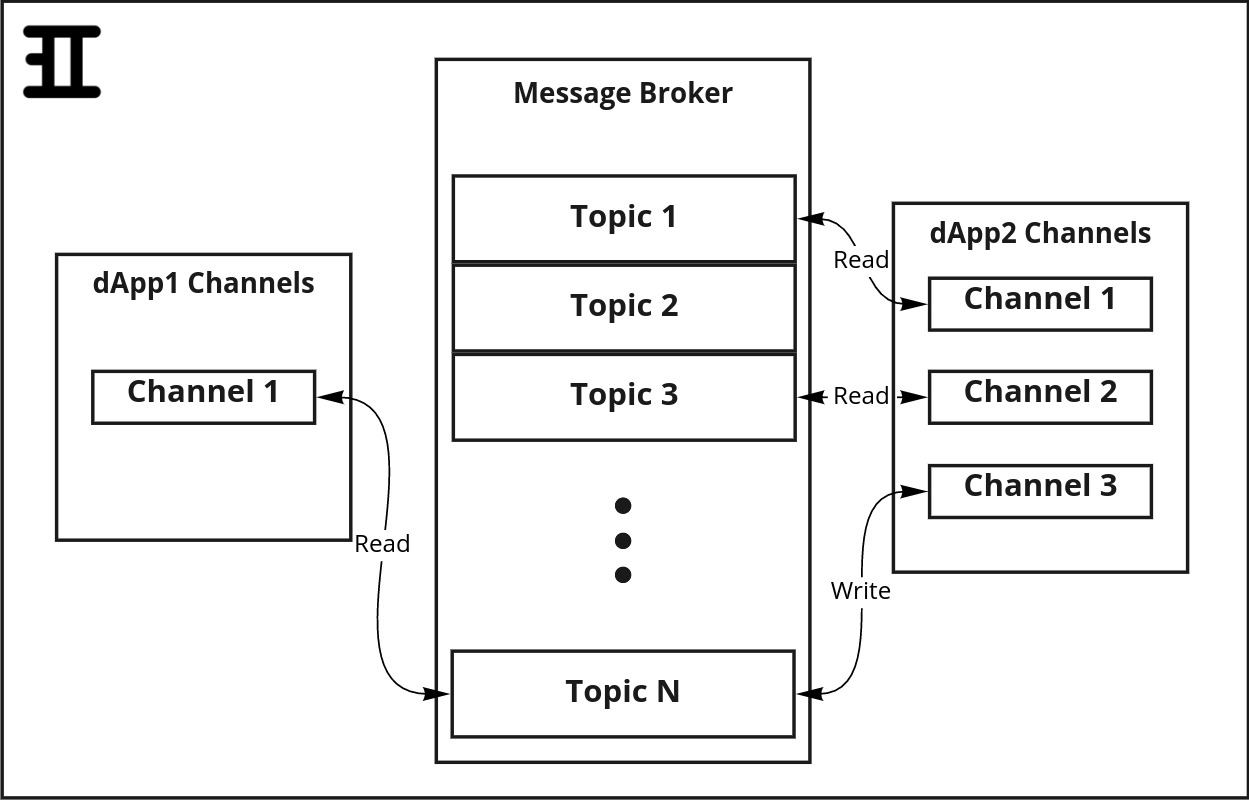 Message Broker
Topic 1
Topic 2
Topic 3
Topic N
dApp1 Channels
Channel 1
Read
dApp2 Channels
Channel 1
Channel 2
Channel 3
Read
Read
Write